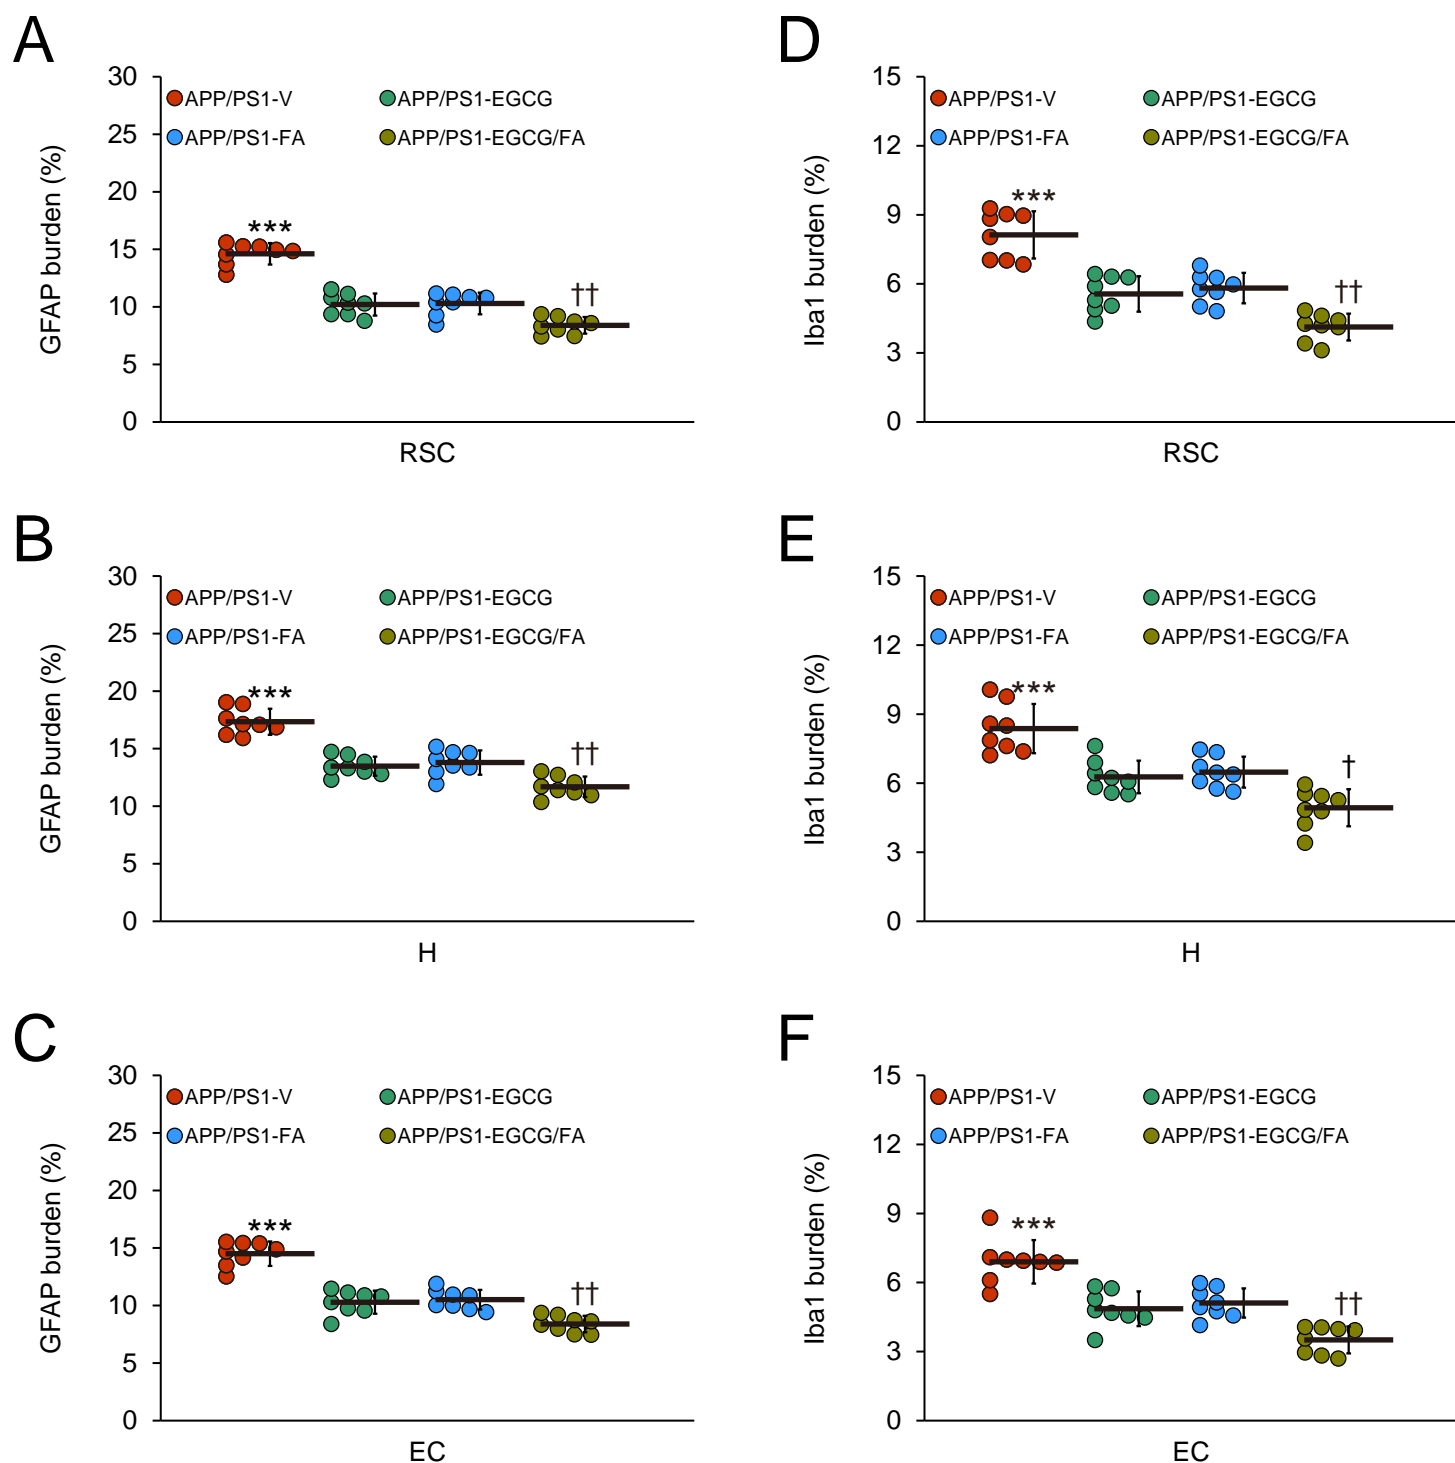 A
30
25
20
15
10
5
0
GFAP burden (%)
APP/PS1-V
APP/PS1-EGCG
APP/PS1-FA
APP/PS1-EGCG/FA
***
††
RSC
D
15
12
9
6
3
0
Iba1 burden (%)
APP/PS1-V
APP/PS1-EGCG
APP/PS1-FA
APP/PS1-EGCG/FA
***
††
RSC
B
30
25
20
15
10
5
0
GFAP burden (%)
APP/PS1-V
APP/PS1-EGCG
APP/PS1-FA
APP/PS1-EGCG/FA
***
††
H
E
15
12
9
6
3
0
Iba1 burden (%)
APP/PS1-V
APP/PS1-EGCG
APP/PS1-FA
APP/PS1-EGCG/FA
***
†
H
C
30
25
20
15
10
5
0
GFAP burden (%)
APP/PS1-V
APP/PS1-EGCG
APP/PS1-FA
APP/PS1-EGCG/FA
***
††
EC
F
15
12
9
6
3
0
Iba1 burden (%)
APP/PS1-V
APP/PS1-EGCG
APP/PS1-FA
APP/PS1-EGCG/FA
***
††
EC